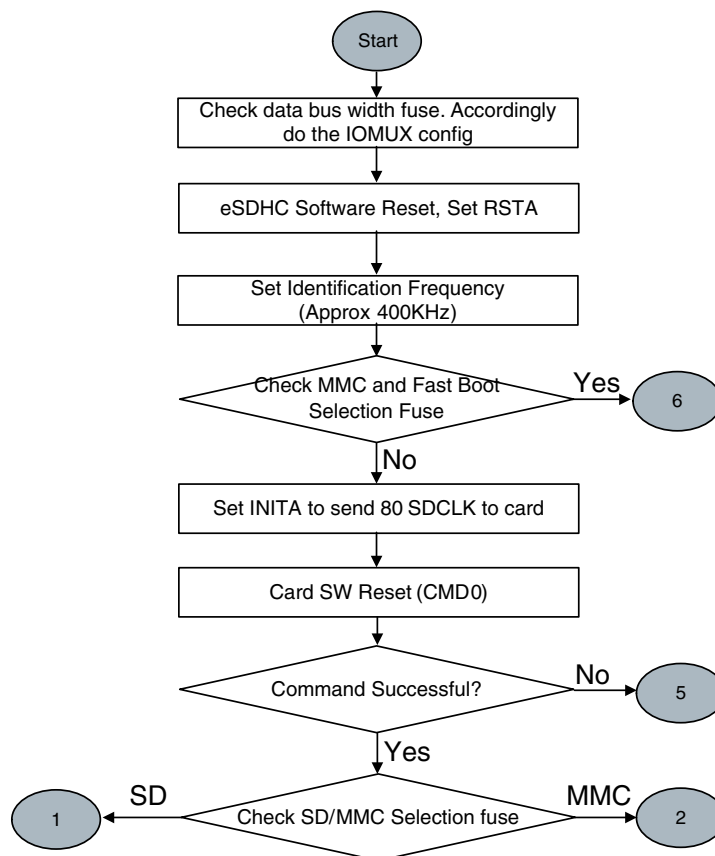 Start
Check data bus width fuse. Accordingly
do the IOMUX config
eSDHC Software Reset, Set RSTA
Set Identification Frequency
(Approx 400KHz)
Check MMC and Fast Boot
Selection Fuse
Yes
6
No
Set INITA to send 80 SDCLK to card
Card SW Reset (CMD0)
Command Successful?
No
5
Yes
SD
1
Check SD/MMC Selection fuse
MMC
2